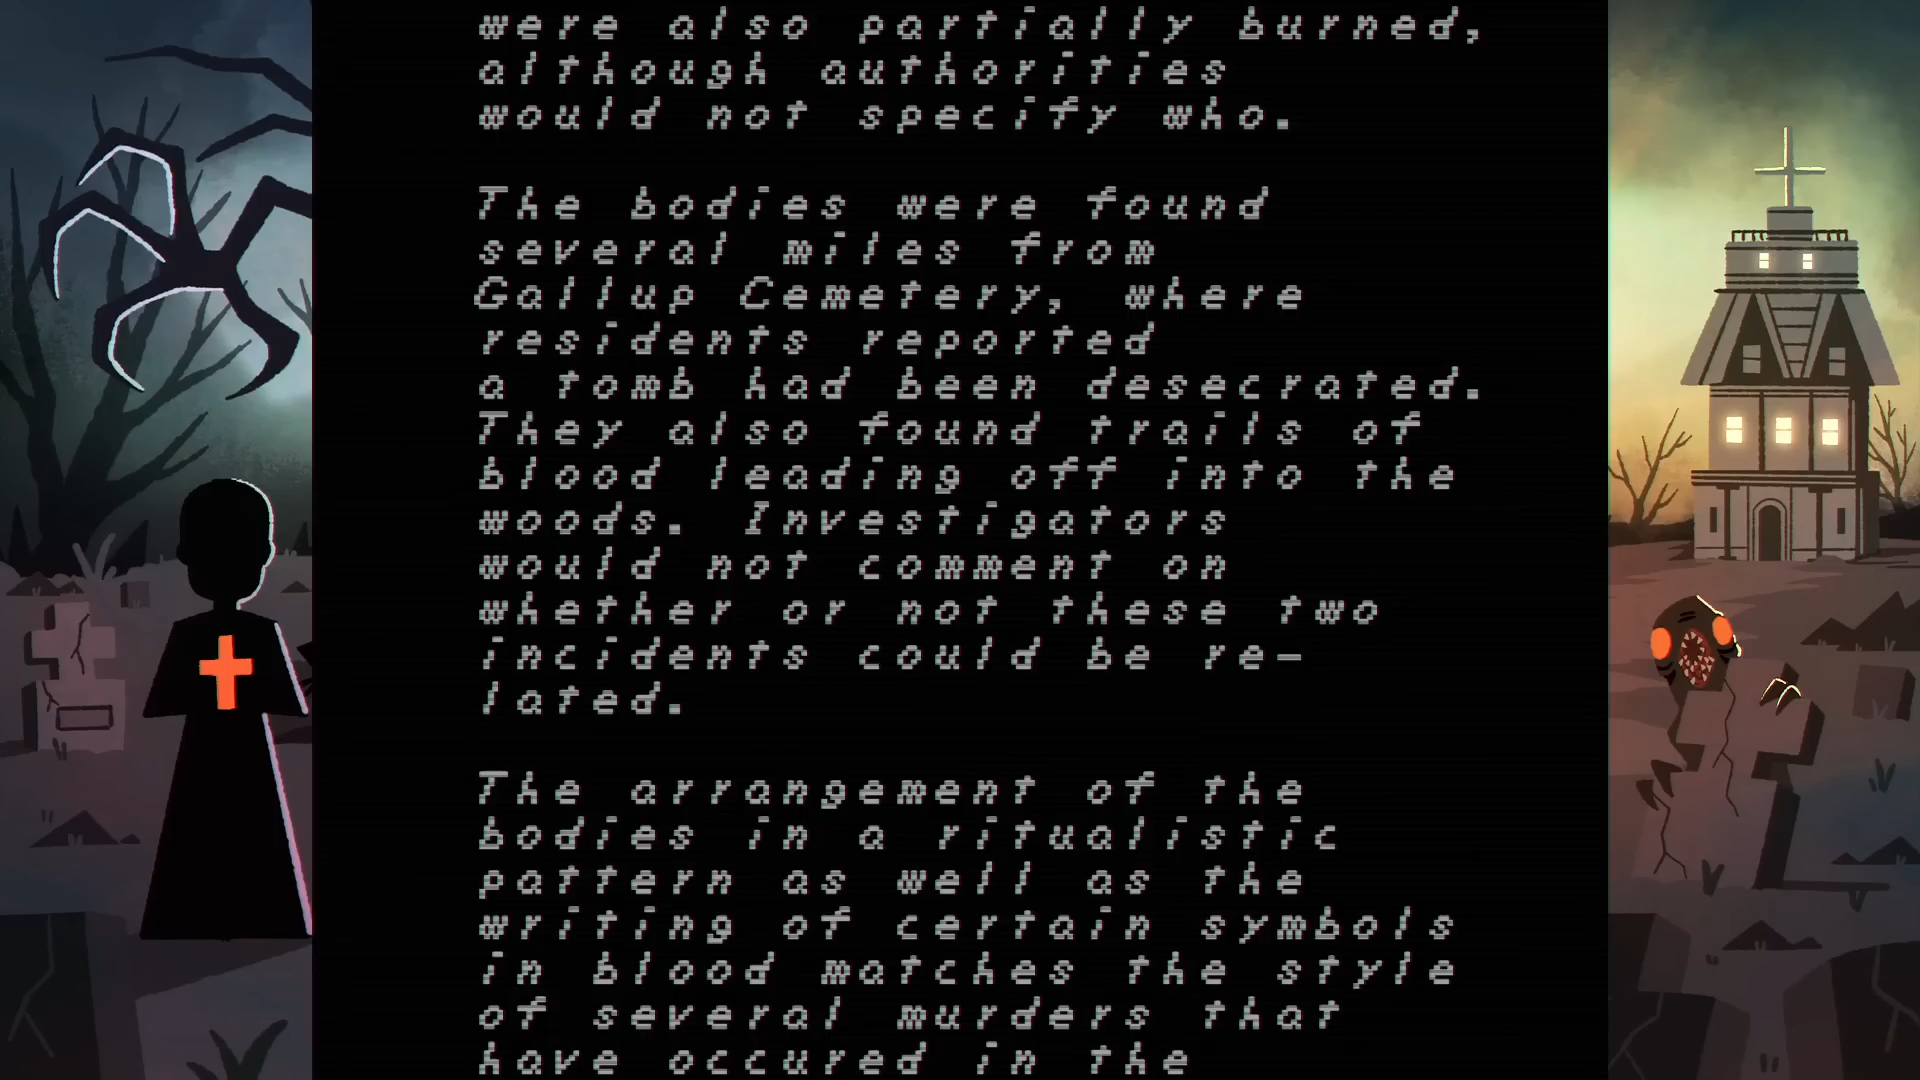 were also partially burned,
although authorities
would not specify who.
The bodies were found
several miles from
Gallup Cemetery, where
residents reported
a tomb had been desecrated.
They also found trails of
blood leading off into the
woods. Investigators
would not comment on
whether or not these two
incidents could be re-
lated.
The arrangement of the
bodies in a ritualistic
pattern as well as the
writing of certain symbols
in blood matches the style
of several murders that
have occured in the